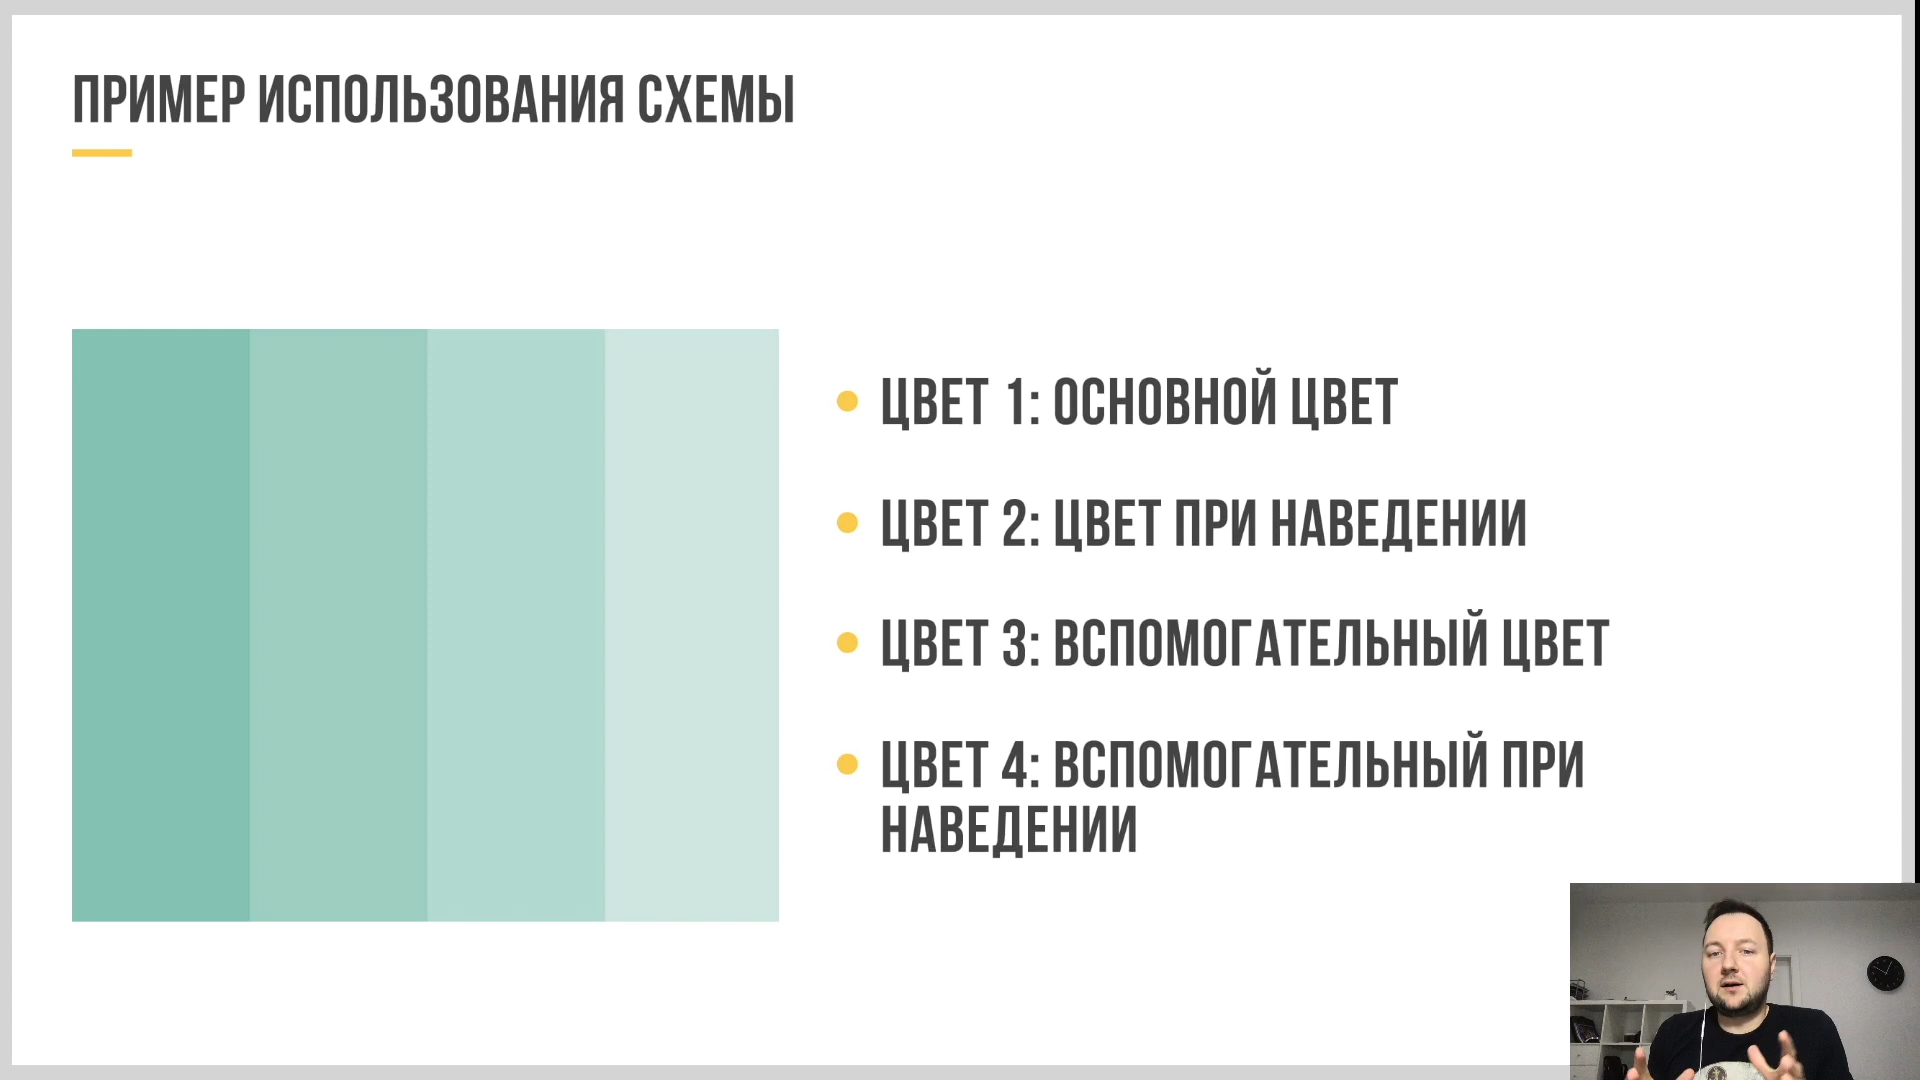 ПРИМЕР ИСПОЛЬЗОВАНИЯ СХЕМЫ
ЦВЕТ 1: ОСНОВНОЙ ЦВЕТ
ЦВЕТ 2: ЦВЕТ ПРИ НАВЕДЕНИИ
ЦВЕТ 3: ВСПОМОГАТЕЛЬНЫЙ ЦВЕТ
ЦВЕТ 4: ВСПОМОГАТЕЛЬНЫЙ ПРИ
НАВЕДЕНИИ